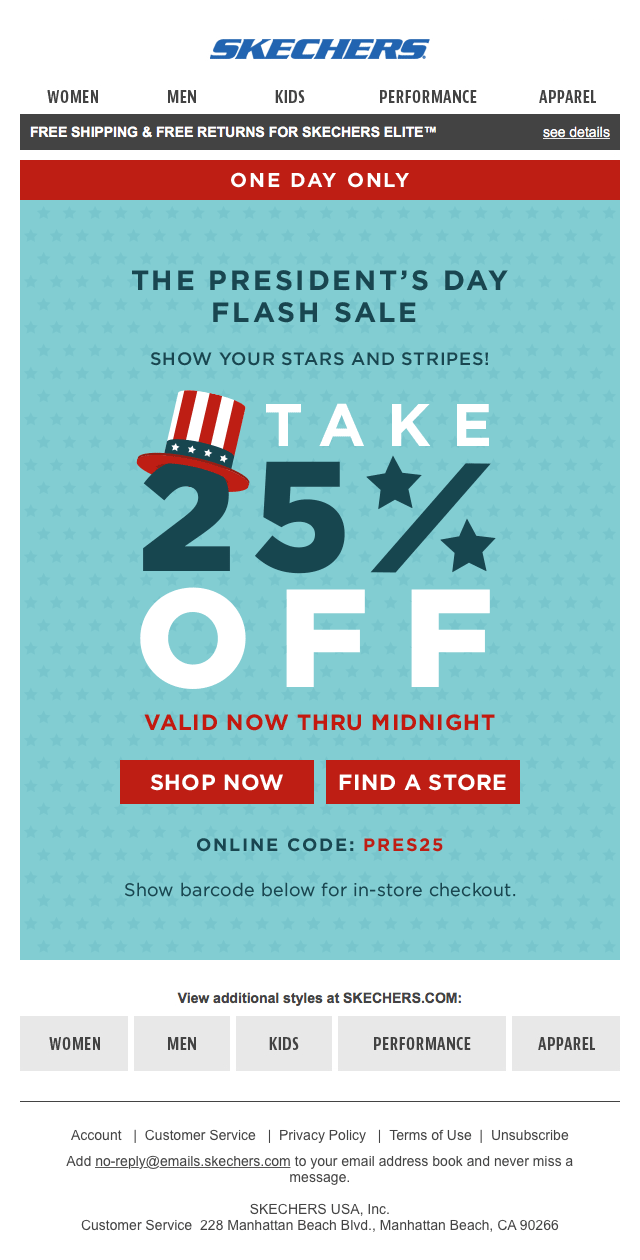 SKECHERS
WOMEN MEN KIDS PERFORMANCE APPAREL
FREE SHIPPING & FREE RETURNS FOR SKECHERS ELITE™ see details
ONE DAY ONLY
THE PRESIDENT'S DAY
FLASH SALE
SHOW YOUR STARS AND STRIPES!
TAKE
25%
OFF
VALID NOW THRU MIDNIGHT
SHOP NOW FIND A STORE
ONLINE CODE: PRES25
Show barcode below for in-store checkout.
View additional styles at SKECHERS.COM:
WOMEN MEN KIDS PERFORMANCE APPAREL
Account | Customer Service | Privacy Policy | Terms of Use | Unsubscribe
Add no-reply@emails.skechers.com to your email address book and never miss a
message.
SKECHERS USA, Inc.
Customer Service 228 Manhattan Beach Blvd., Manhattan Beach, CA 90266